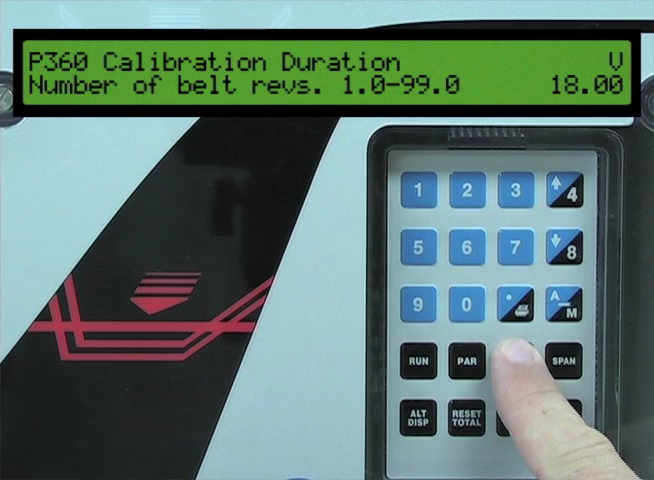 P360 Calibration Duration V
Number of belt revs. 1.0-99.0 18.00
1 2 3 4
5 6 7 8
9 0 . A M
RUN PAR SPAN
ALT DISP RESET TOTAL